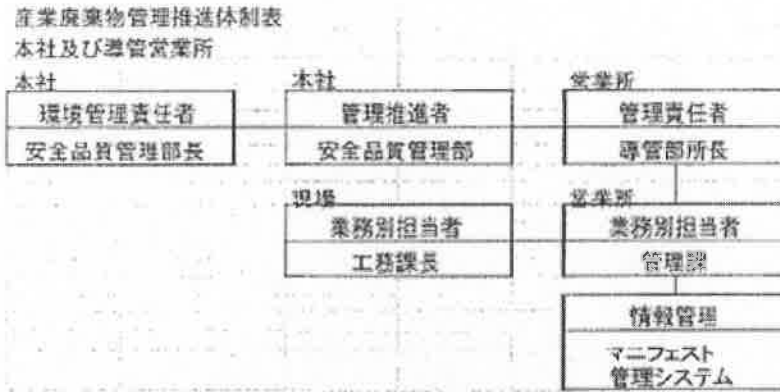 産業廃棄物管理推進体制表
本社及び導管営業所
本社
環境管理責任者
安全品質管理部長
本社
管理推進者
安全品質管理部
営業所
管理責任者
導管部所長
現場
業務別担当者
工務課長
営業所
業務別担当者
管理課
情報管理
マニフェスト
管理システム